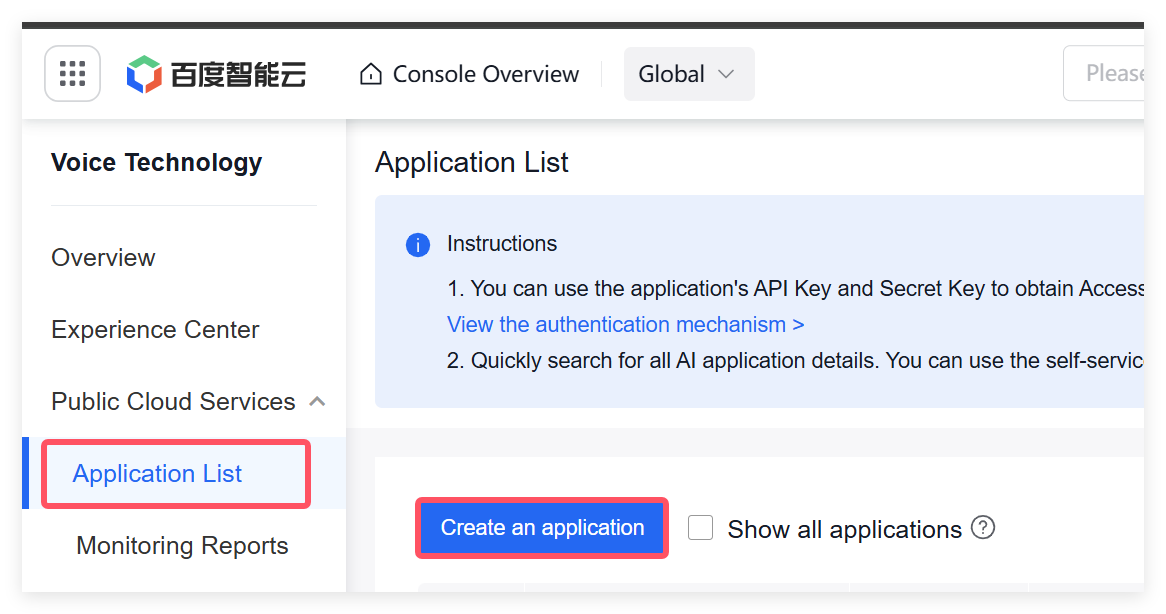 百度智能云
Console Overview
Global
Please
Voice Technology
Overview
Experience Center
Public Cloud Services
Application List
Monitoring Reports
Application List
Instructions
1. You can use the application's API Key and Secret Key to obtain Access
View the authentication mechanism >
2. Quickly search for all AI application details. You can use the self-servic
Create an application
Show all applications